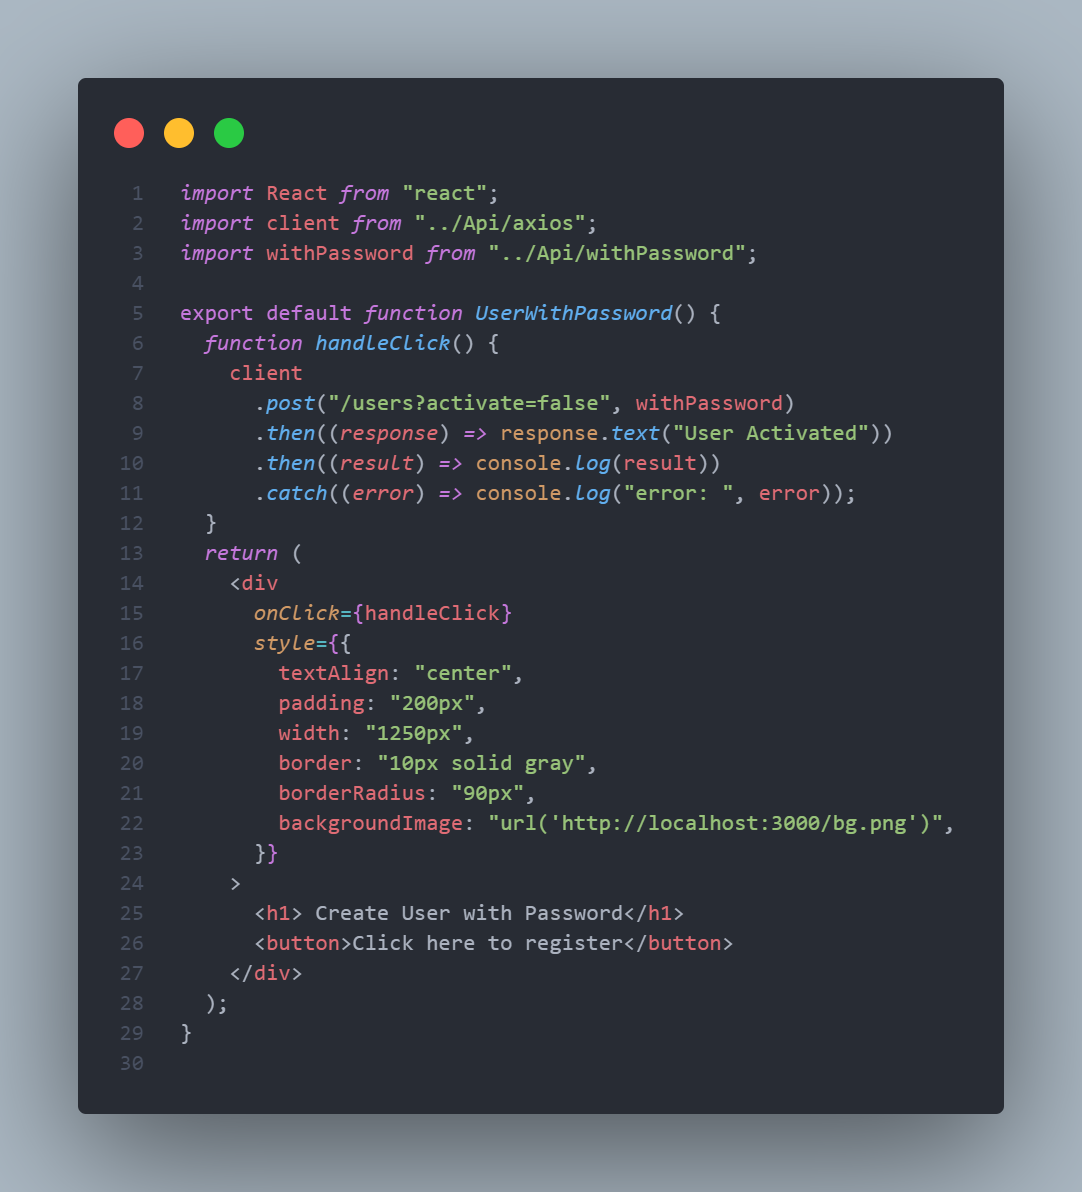 1 import React from "react";
2 import client from "../Api/axios";
3 import withPassword from "../Api/withPassword";
4
5 export default function UserWithPassword() {
6   function handleClick() {
7     client
8       .post("/users?activate=false", withPassword)
9       .then((response) => response.text("User Activated"))
10       .then((result) => console.log(result))
11       .catch((error) => console.log("error: ", error));
12   }
13   return (
14     <div
15       onClick={handleClick}
16       style={{
17         textAlign: "center",
18         padding: "200px",
19         width: "1250px",
20         border: "10px solid gray",
21         borderRadius: "90px",
22         backgroundImage: "url('http://localhost:3000/bg.png')",
23       }}
24     >
25       <h1> Create User with Password</h1>
26       <button>Click here to register</button>
27     </div>
28   );
29 }
30